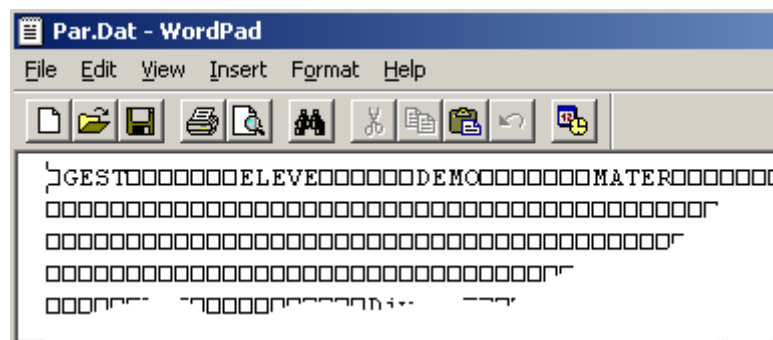 Par.Dat - WordPad
File Edit View Insert Format Help
GEST□□□□□□□ELEVE□□□□□□DEMO□□□□□□□MATER□□□□□□